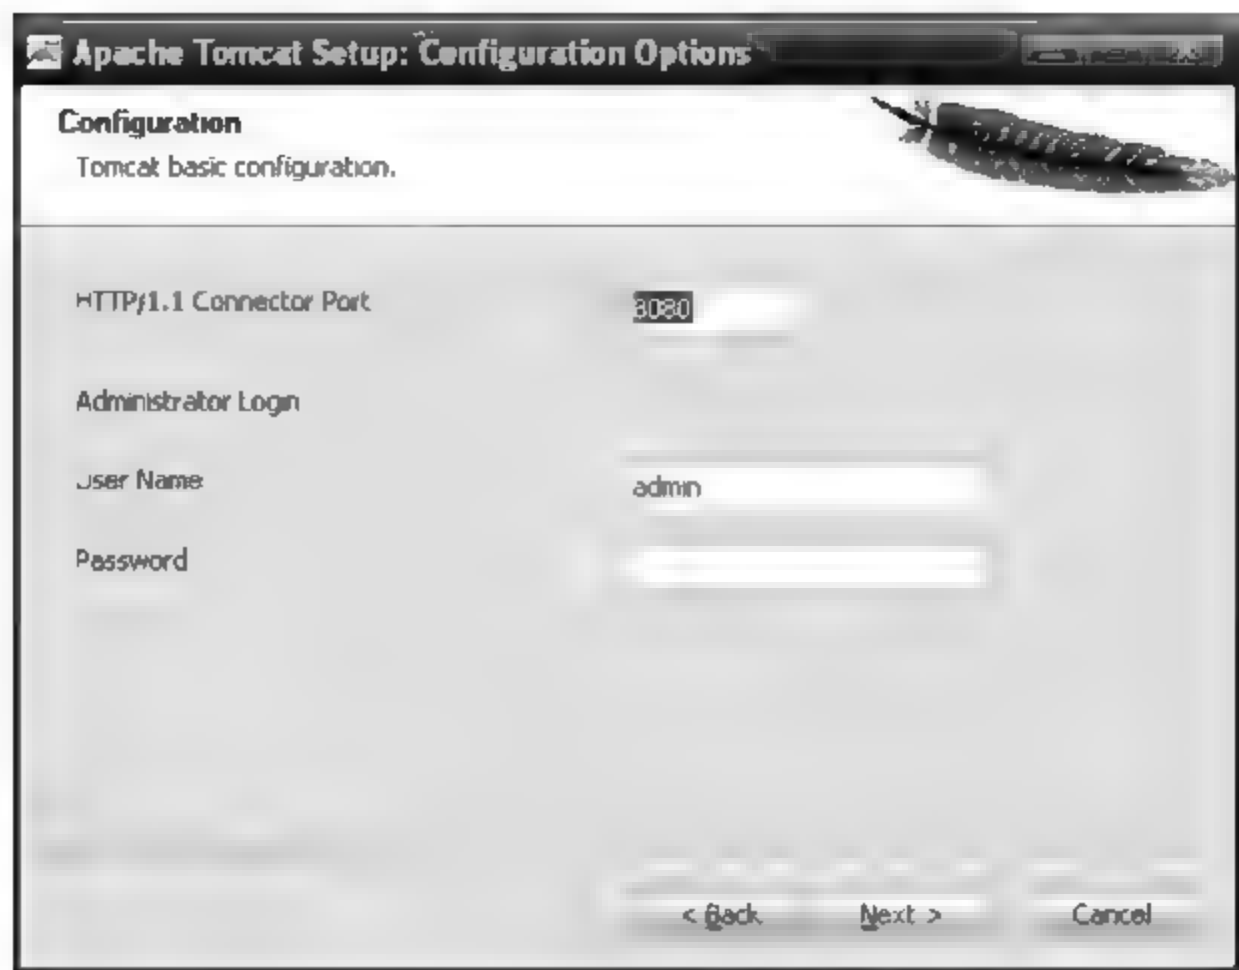 Apache Tomcat Setup: Configuration Options
Configuration
Tomcat basic configuration.
HTTP/1.1 Connector Port
8080
Administrator Login
User Name
admin
Password
< Back
Next >
Cancel